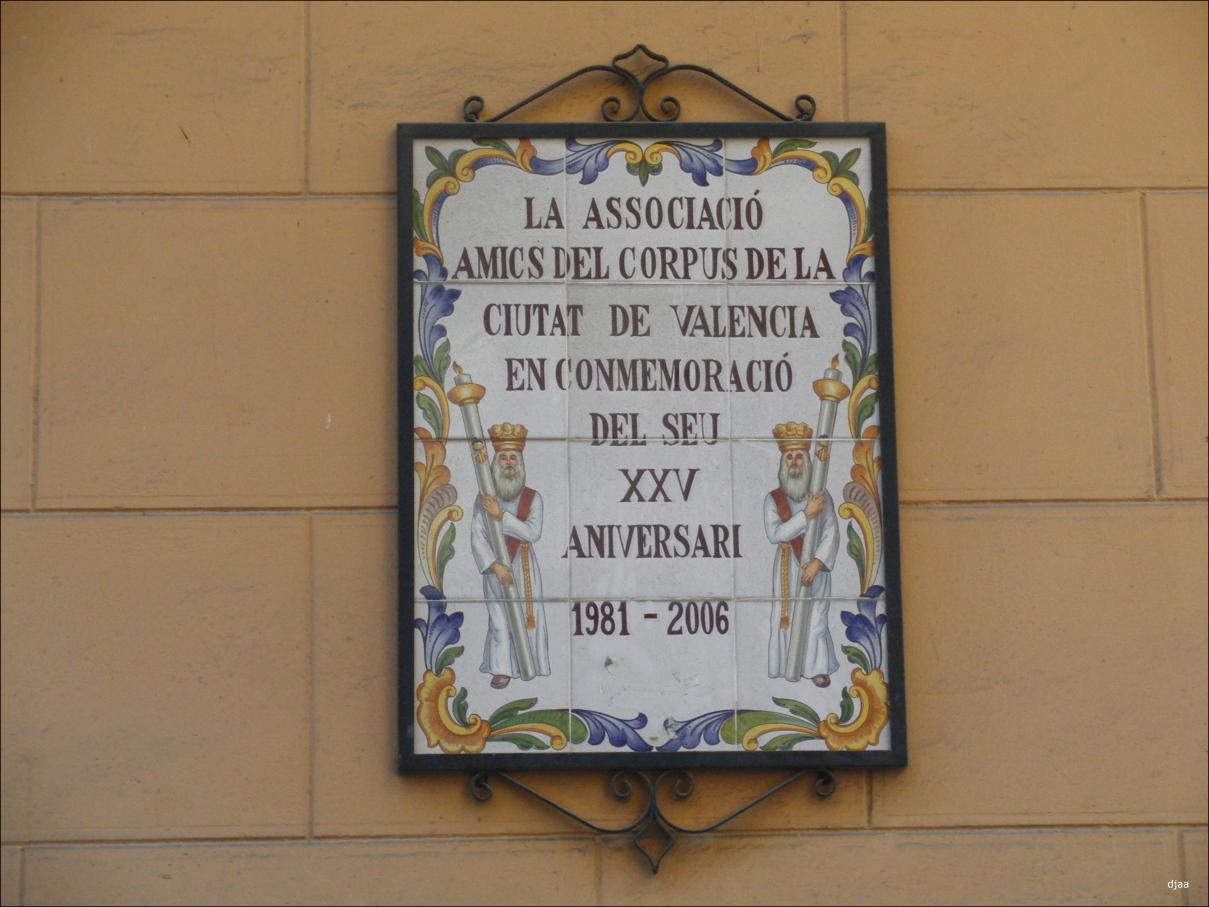 LA ASSOCIACIÓ
AMICS DEL CORPUS DE LA
CIUTAT DE VALENCIA
EN CONMEMORACIÓ
DEL SEU
XXV
ANIVERSARI
1981 - 2006
djaa